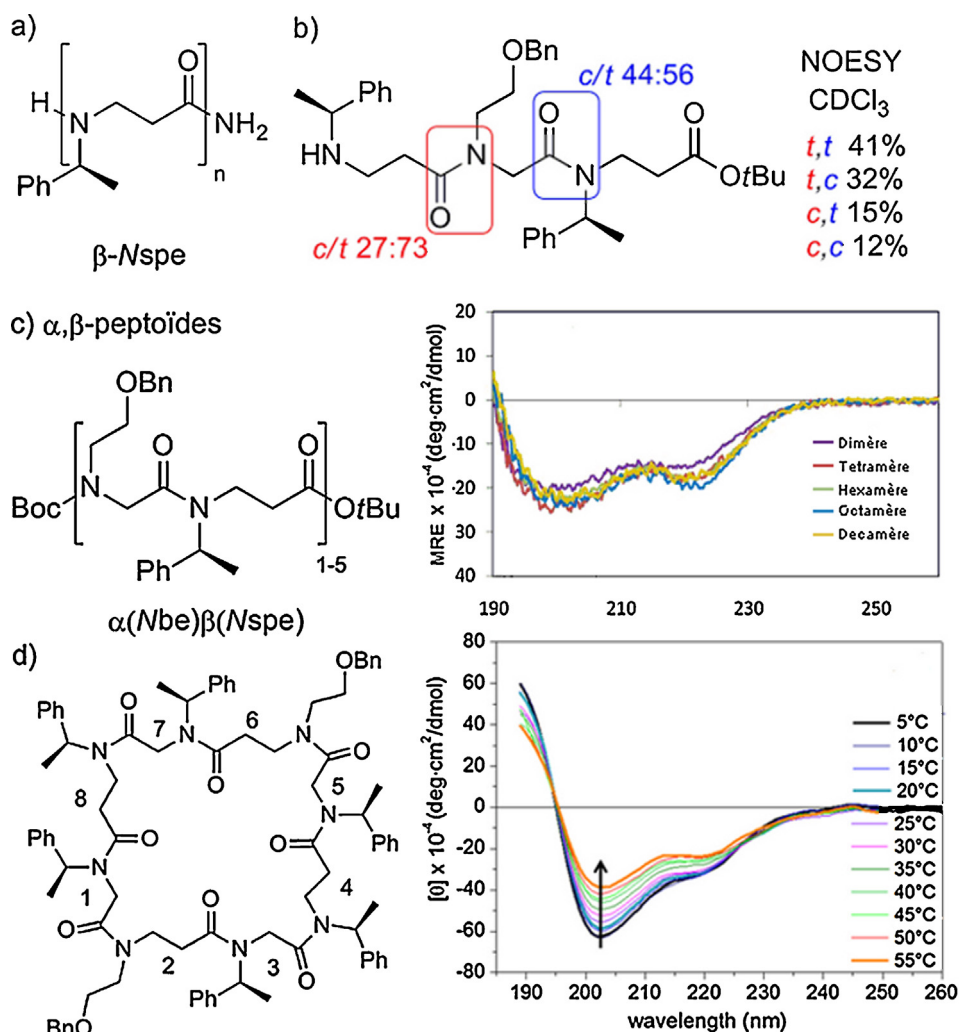 a)
H
N
O
NH2
n
Ph
β-Nspe
b)
Ph
HN
O
N
OBn
O
N
O
OtBu
Ph
c/t 44:56
c/t 27:73
NOESY
CDCl3
t,t 41%
t,c 32%
c,t 15%
c,c 12%
c) α,β-peptoïdes
OBn
Boc
N
O
N
O
OtBu
Ph
1-5
α(Nbe)β(Nspe)
MRE x 10⁻⁴ (deg·cm²/dmol)
20
10
0
10
20
30
40
190
210
230
250
Dimère
Tetramère
Hexamère
Octamère
Decamère
d)
OBn
Ph
Ph
O
7
N
6
N
N
O
O
5
8
N
Ph
O
O
Ph
N
4
1
N
Ph
O
N
O
O
2
N
3
O
Ph
BnO
[θ] x 10⁻⁴ (deg·cm²/dmol)
80
60
40
20
0
-20
-40
-60
-80
190
200
210
220
230
240
250
260
wavelength (nm)
5°C
10°C
15°C
20°C
25°C
30°C
35°C
40°C
45°C
50°C
55°C